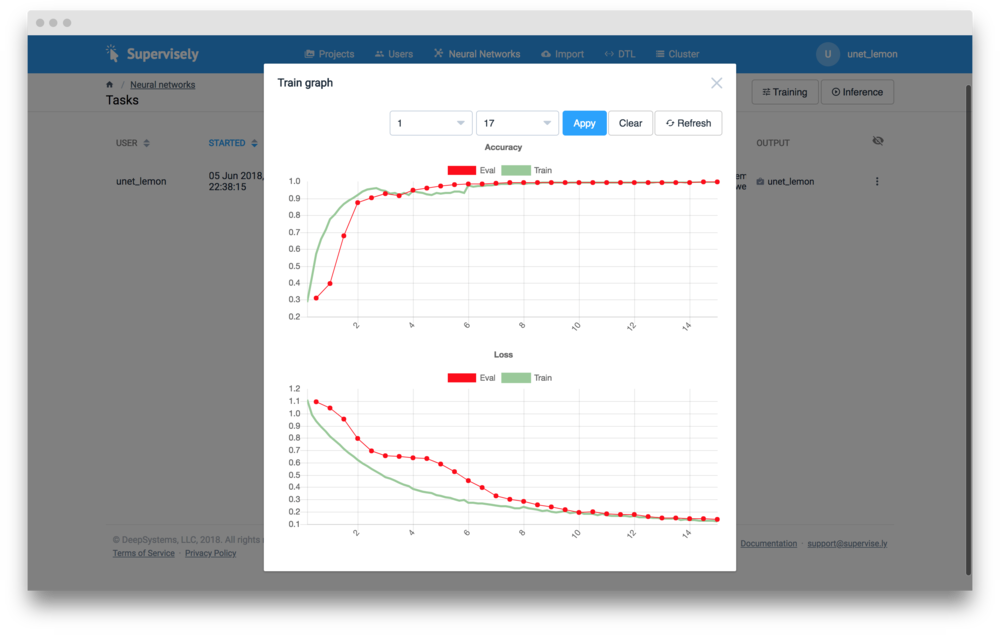 Supervisely
Projects Users Neural Networks Import DTL Cluster
U unet_lemon
/ Neural networks
Tasks
Training Inference
USER STARTED OUTPUT
unet_lemon
05 Jun 2018,
22:38:15
err
we
unet_lemon
Train graph
1 17 Appy Clear Refresh
Accuracy
Eval Train
1.0
0.9
0.8
0.7
0.6
0.5
0.4
0.3
0.2
2 4 6 8 10 12 14
Loss
Eval Train
1.2
1.1
1.0
0.9
0.8
0.7
0.6
0.5
0.4
0.3
0.2
0.1
2 4 6 8 10 12 14
© DeepSystems, LLC, 2018. All rights
Terms of Service · Privacy Policy
Documentation · support@supervise.ly